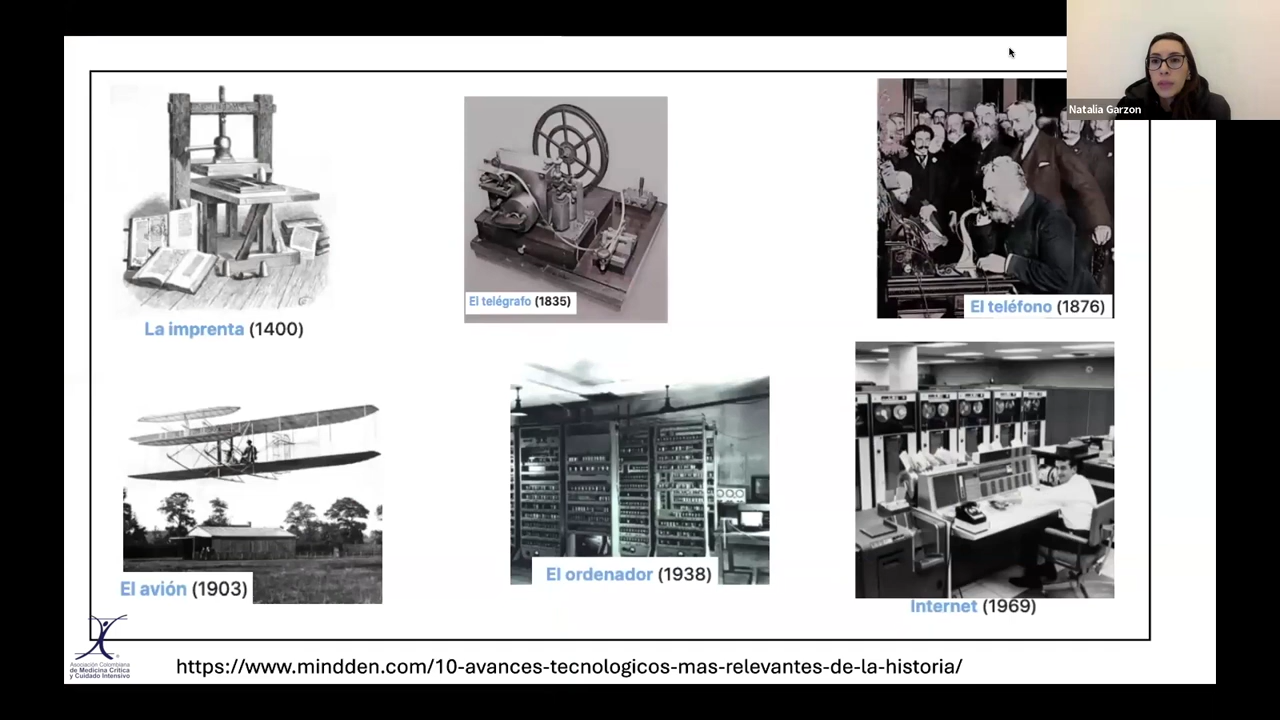 Natalia Garzon
El telégrafo (1835)
El teléfono (1876)
La imprenta (1400)
El avión (1903)
El ordenador (1938)
Internet (1969)
Asociación Colombiana
de Medicina Crítica
y Cuidado Intensivo
https://www.mindden.com/10-avances-tecnologicos-mas-relevantes-de-la-historia/